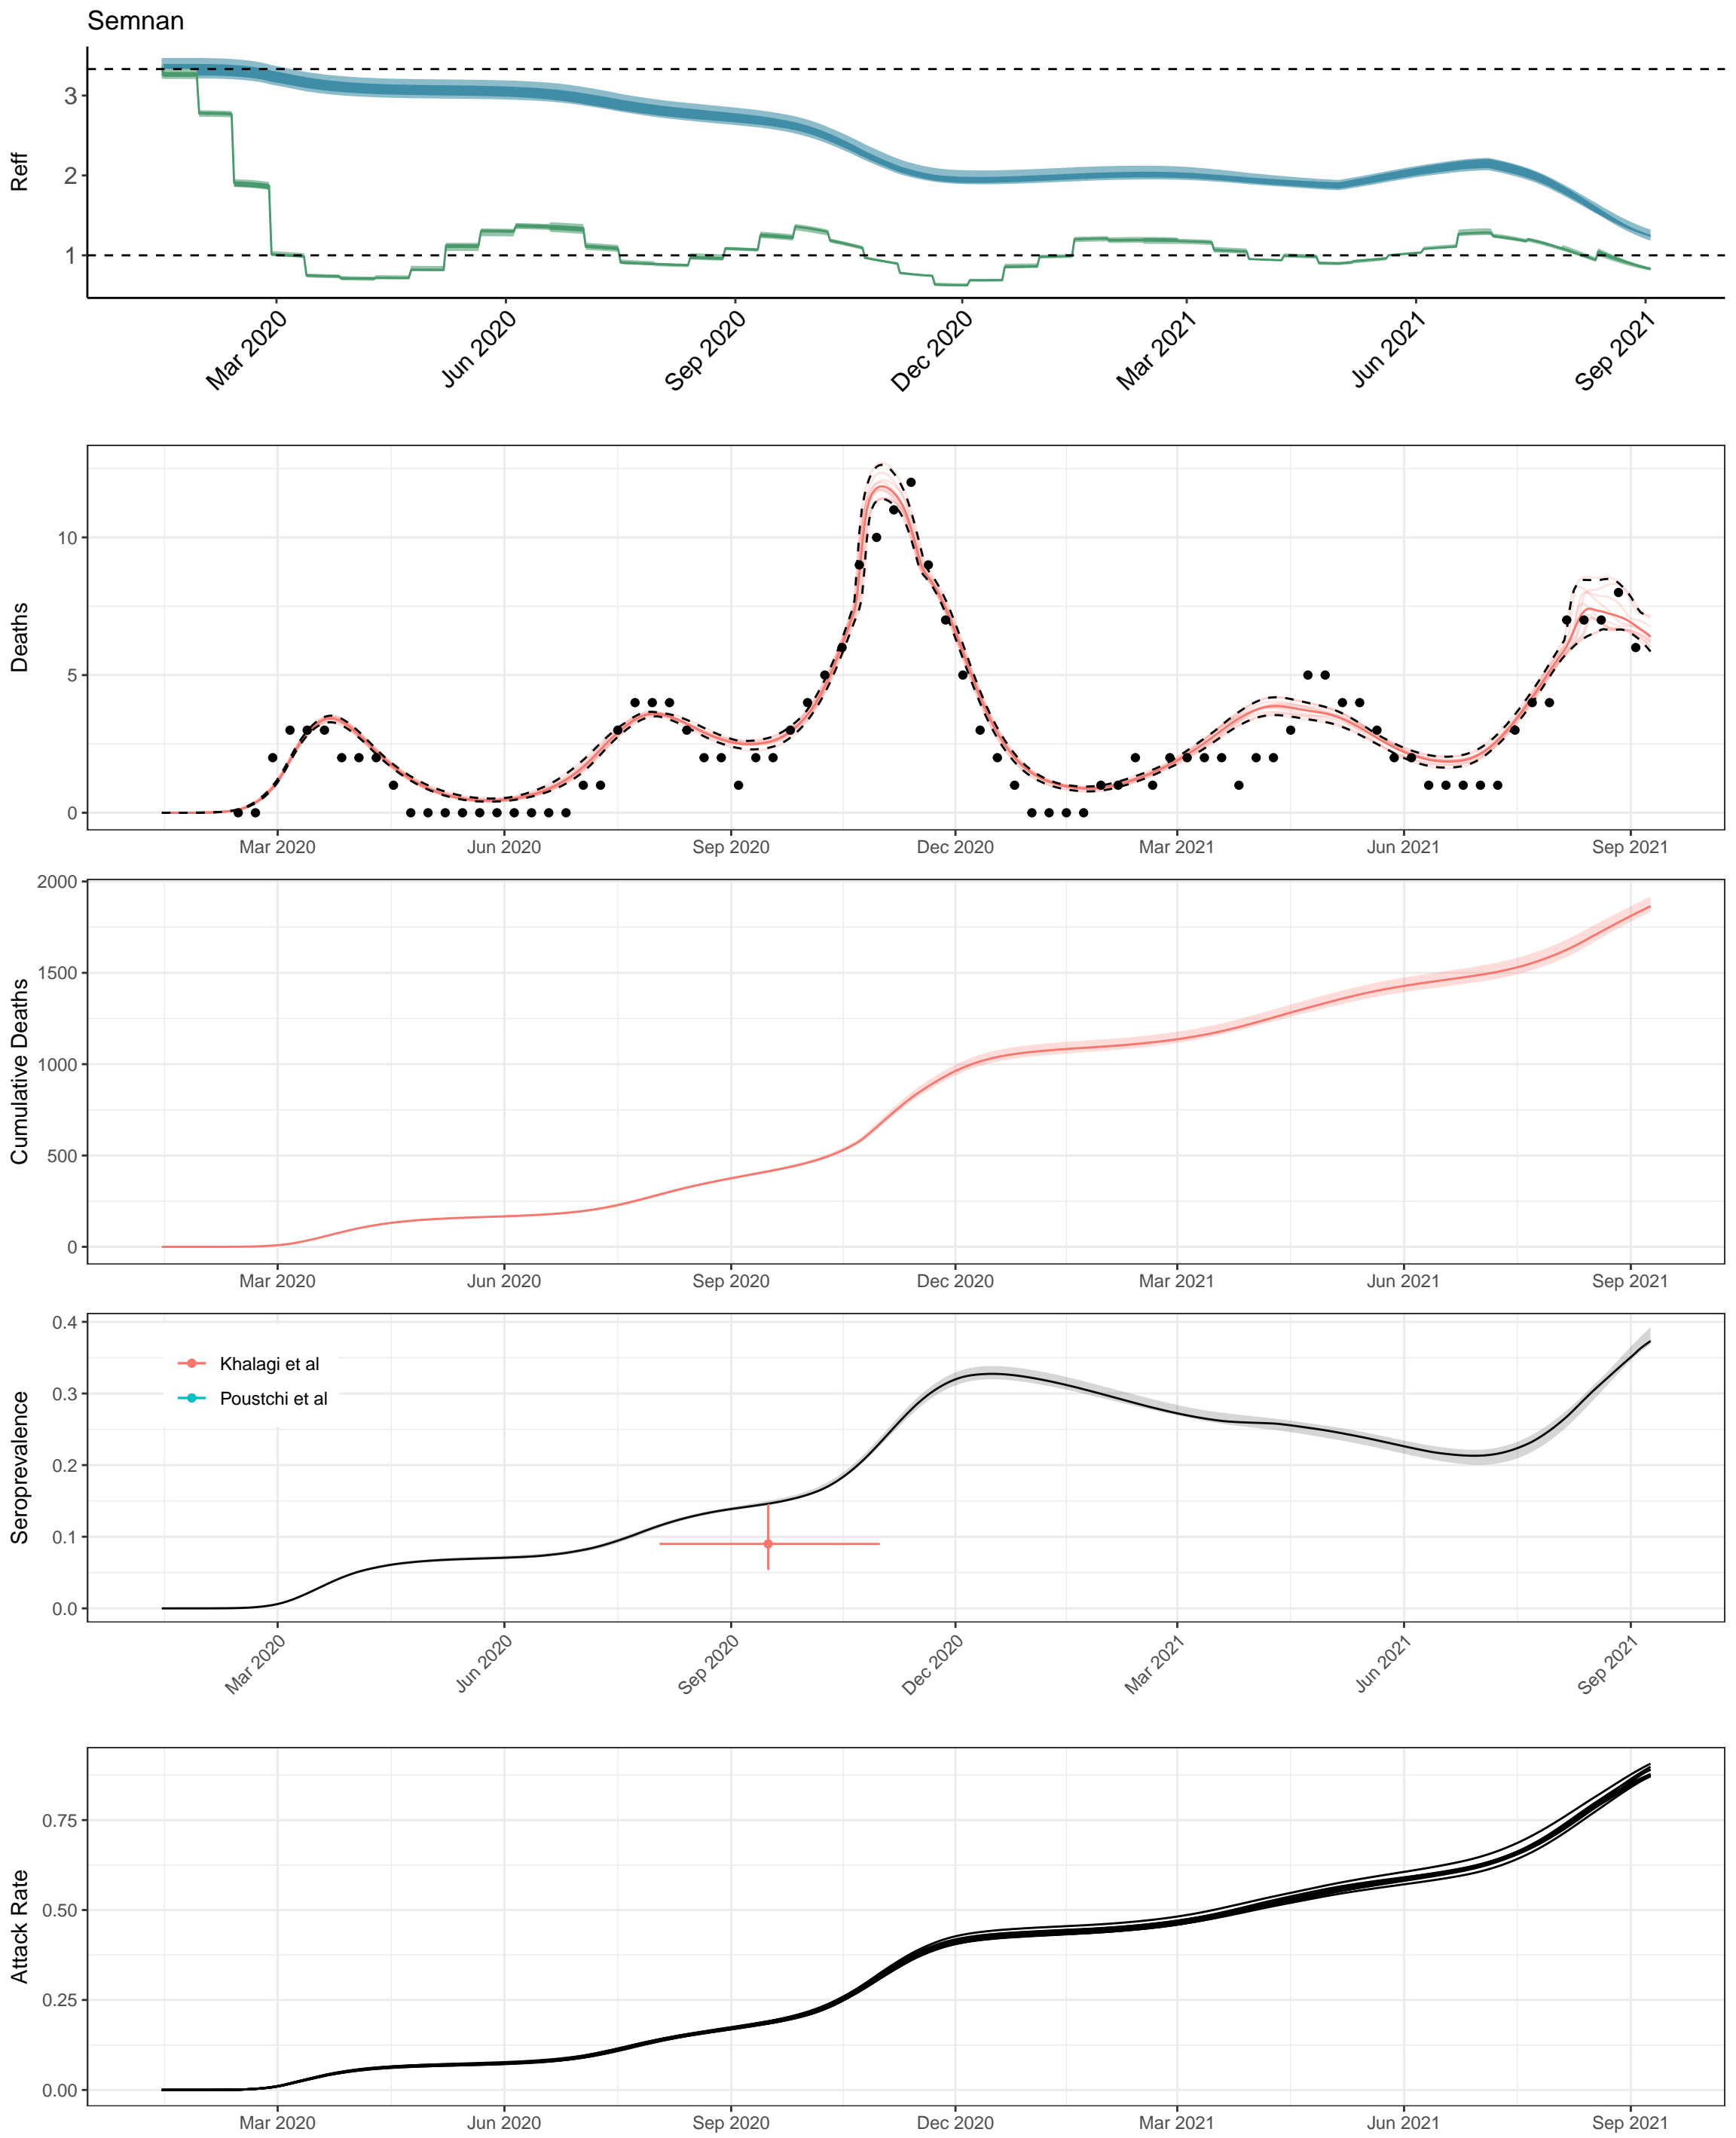 Semnan
Reff
3
2
1
Mar 2020
Jun 2020
Sep 2020
Dec 2020
Mar 2021
Jun 2021
Sep 2021
Deaths
10
5
0
Mar 2020
Jun 2020
Sep 2020
Dec 2020
Mar 2021
Jun 2021
Sep 2021
Cumulative Deaths
2000
1500
1000
500
0
Mar 2020
Jun 2020
Sep 2020
Dec 2020
Mar 2021
Jun 2021
Sep 2021
Seroprevalence
0.4
0.3
0.2
0.1
0.0
Khalagi et al
Poustchi et al
Mar 2020
Jun 2020
Sep 2020
Dec 2020
Mar 2021
Jun 2021
Sep 2021
Attack Rate
0.75
0.50
0.25
0.00
Mar 2020
Jun 2020
Sep 2020
Dec 2020
Mar 2021
Jun 2021
Sep 2021